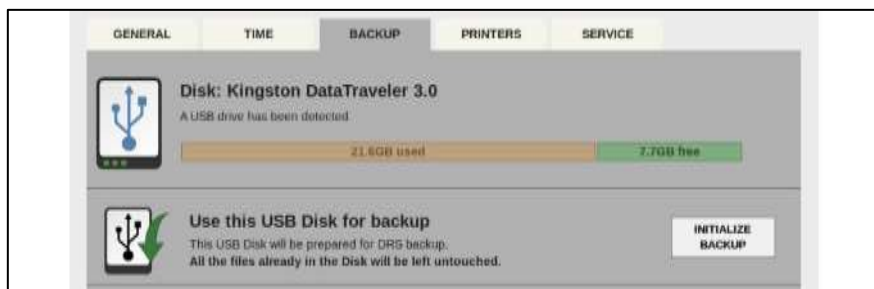 GENERAL TIME BACKUP PRINTERS SERVICE
Disk: Kingston DataTraveler 3.0
A USB drive has been detected
21.6GB used 7.7GB free
Use this USB Disk for backup
This USB Disk will be prepared for DRS backup.
All the files already in the Disk will be left untouched.
INITIALIZE
BACKUP